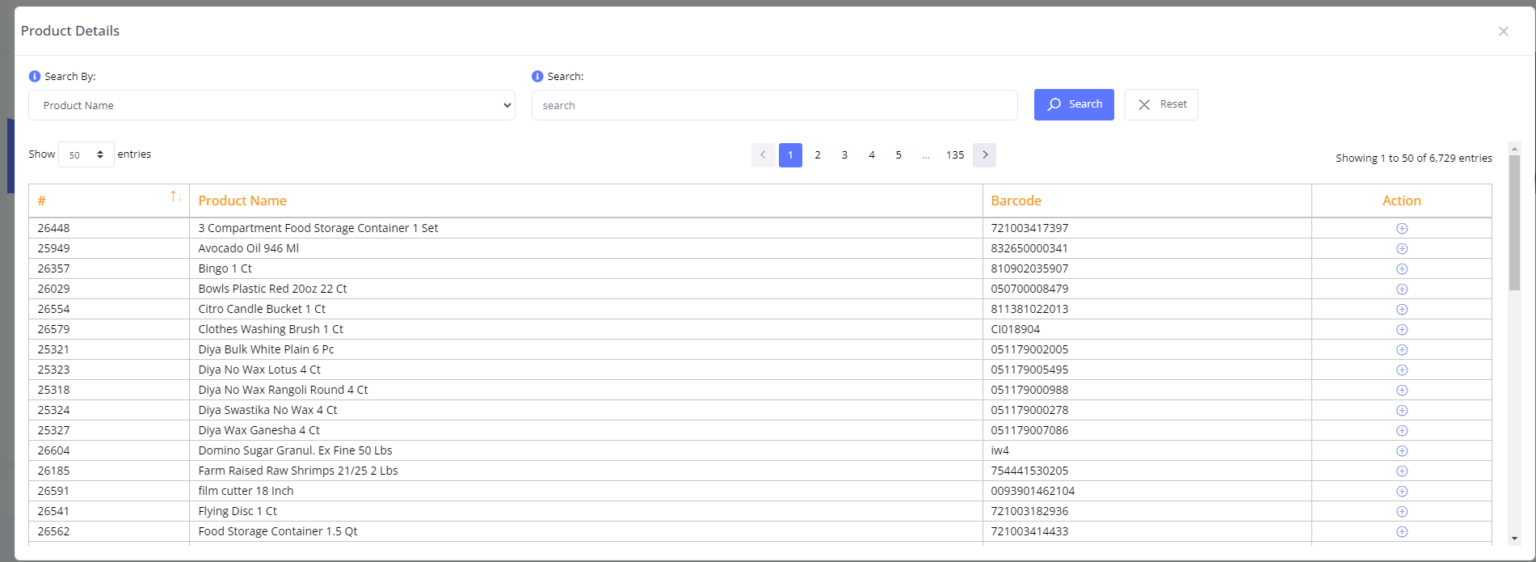 Product Details
Search By: Search:
Product Name search Search Reset
Show 50 entries 1 2 3 4 5 ... 135 Showing 1 to 50 of 6,729 entries
# Product Name Barcode Action
26448 3 Compartment Food Storage Container 1 Set 721003417397
25949 Avocado Oil 946 Ml 832650000341
26357 Bingo 1 Ct 810902035907
26029 Bowls Plastic Red 20oz 22 Ct 050700008479
26554 Citro Candle Bucket 1 Ct 811381022013
26579 Clothes Washing Brush 1 Ct CI018904
25321 Diya Bulk White Plain 6 Pc 051179002005
25323 Diya No Wax Lotus 4 Ct 051179005495
25318 Diya No Wax Rangoli Round 4 Ct 051179000988
25324 Diya Swastika No Wax 4 Ct 051179000278
25327 Diya Wax Ganesha 4 Ct 051179007086
26604 Domino Sugar Granul. Ex Fine 50 Lbs iw4
26185 Farm Raised Raw Shrimps 21/25 2 Lbs 754441530205
26591 film cutter 18 Inch 0093901462104
26541 Flying Disc 1 Ct 721003182936
26562 Food Storage Container 1.5 Qt 721003414433